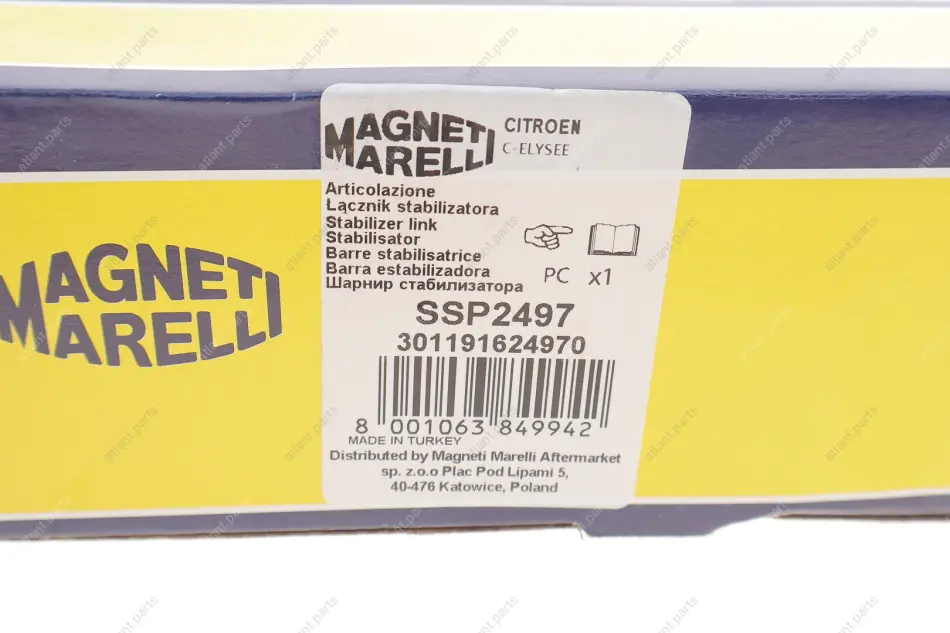 MAGNETI
MARELLI
CITROEN
C-ELYSEE
MAGNETI
MARELLI
Articolazione
Łącznik stabilizatora
Stabilizer link
Stabilisator
Barre stabilisatrice
Barra estabilizadora
Шарнир стабилизатора
PC x1
SSP2497
301191624970
8 001063 849942
MADE IN TURKEY
Distributed by Magneti Marelli Aftermarket
sp. z.o.o Plac Pod Lipami 5,
40-476 Katowice, Poland
atlant.parts